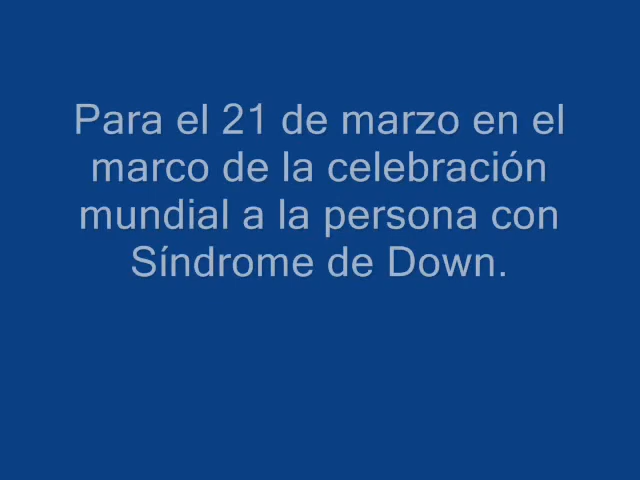 Para el 21 de marzo en el
marco de la celebración
mundial a la persona con
Síndrome de Down.